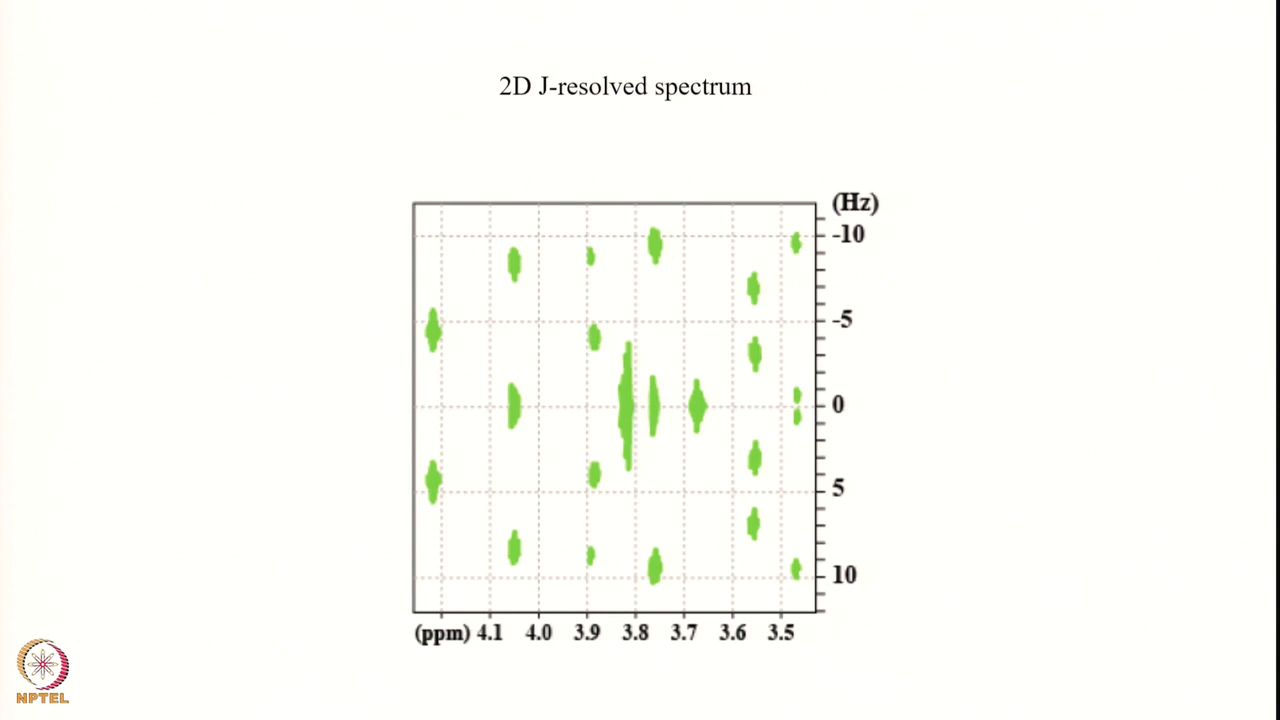 2D J-resolved spectrum
(Hz)
-10
-5
0
5
10
(ppm) 4.1 4.0 3.9 3.8 3.7 3.6 3.5
NPTEL